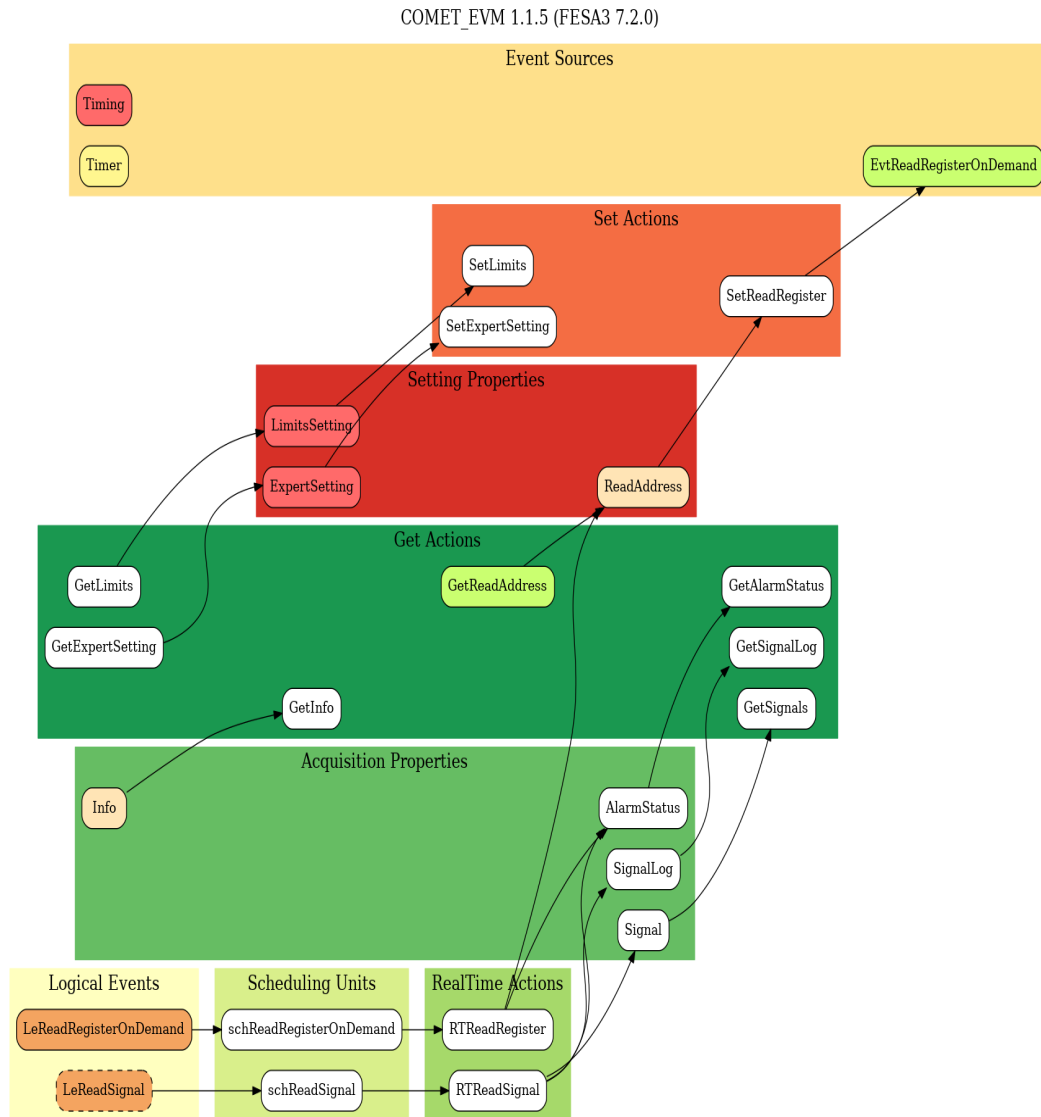 COMET_EVM 1.1.5 (FESA3 7.2.0)
Event Sources
Timing
Timer
EvtReadRegisterOnDemand
Set Actions
SetLimits
SetReadRegister
SetExpertSetting
Setting Properties
LimitsSetting
ExpertSetting
ReadAddress
Get Actions
GetLimits
GetReadAddress
GetAlarmStatus
GetExpertSetting
GetSignalLog
GetInfo
GetSignals
Acquisition Properties
Info
AlarmStatus
SignalLog
Signal
Logical Events
Scheduling Units
RealTime Actions
LeReadRegisterOnDemand
schReadRegisterOnDemand
RTReadRegister
LeReadSignal
schReadSignal
RTReadSignal